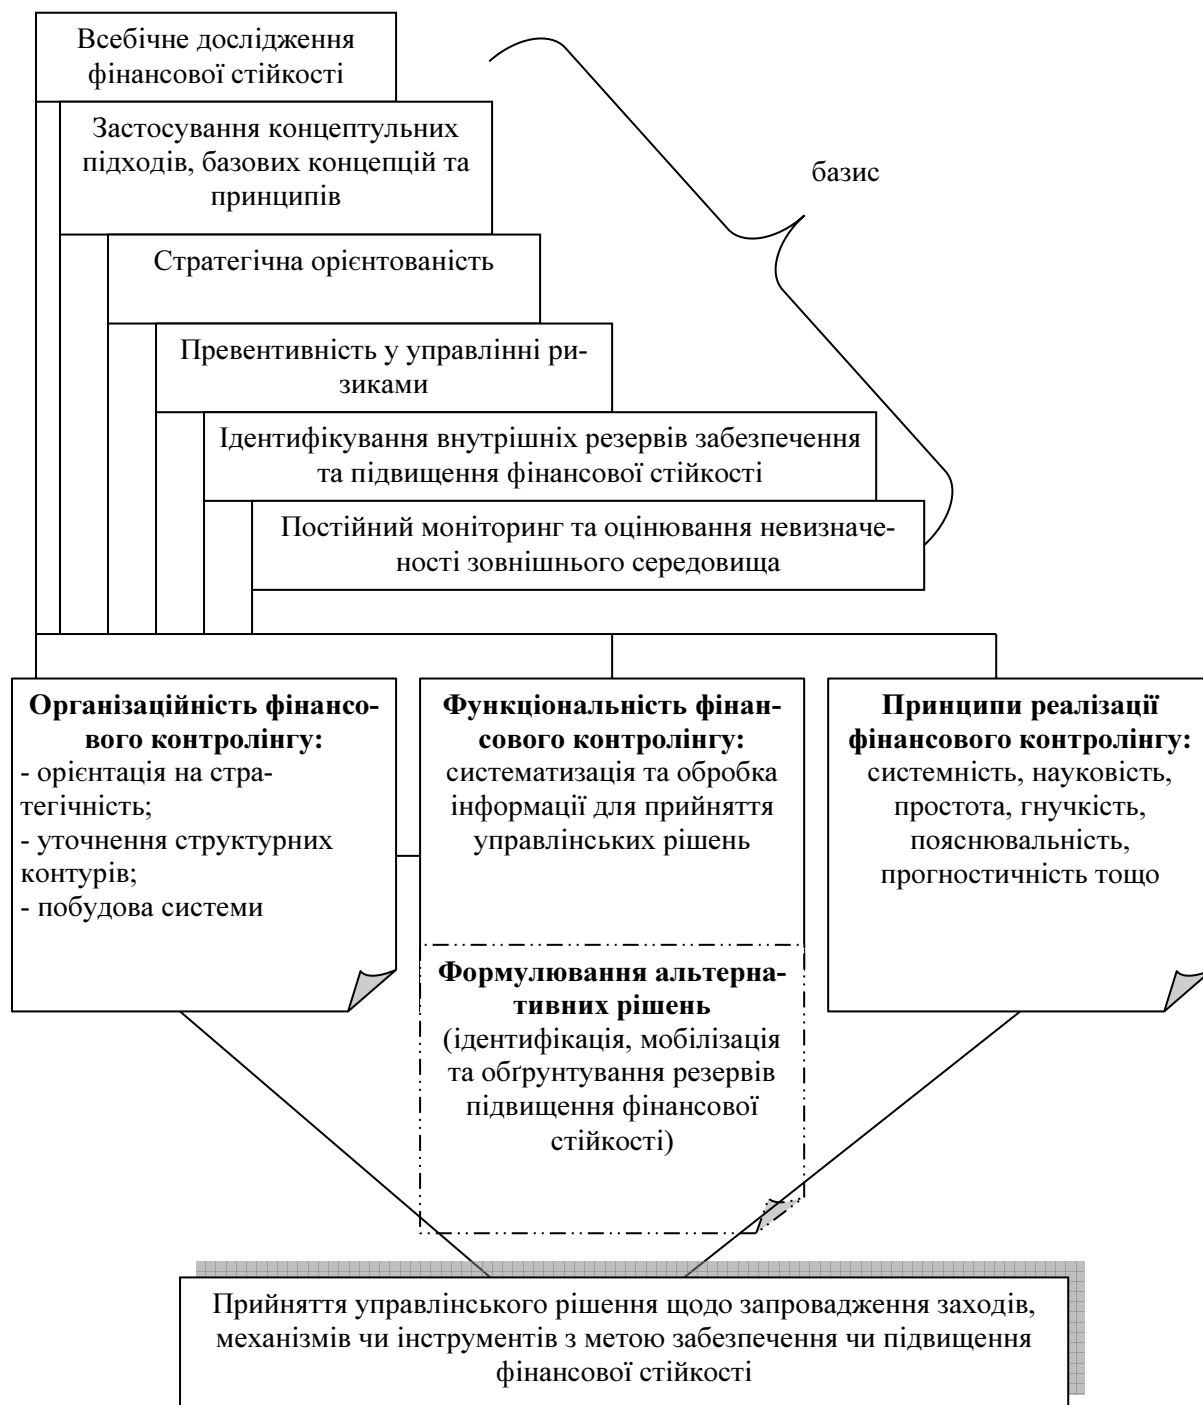 Всебічне дослідження
фінансової стійкості
Застосування концептульних
підходів, базових концепцій та
принципів
базис
Стратегічна орієнтованість
Превентивність у управлінні ри-
зиками
Ідентифікування внутрішніх резервів забезпечення
та підвищення фінансової стійкості
Постійний моніторинг та оцінювання невизначе-
ності зовнішнього середовища
Організаційність фінансо-
вого контролінгу:
- орієнтація на стра-
тегічність;
- уточнення структурних
контурів;
- побудова системи
Функціональність фінан-
сового контролінгу:
систематизація та обробка
інформації для прийняття
управлінських рішень
Формулювання альтерна-
тивних рішень
(ідентифікація, мобілізація
та обґрунтування резервів
підвищення фінансової
стійкості)
Принципи реалізації
фінансового контролінгу:
системність, науковість,
простота, гнучкість,
пояснювальність,
прогностичність тощо
Прийняття управлінського рішення щодо запровадження заходів,
механізмів чи інструментів з метою забезпечення чи підвищення
фінансової стійкості